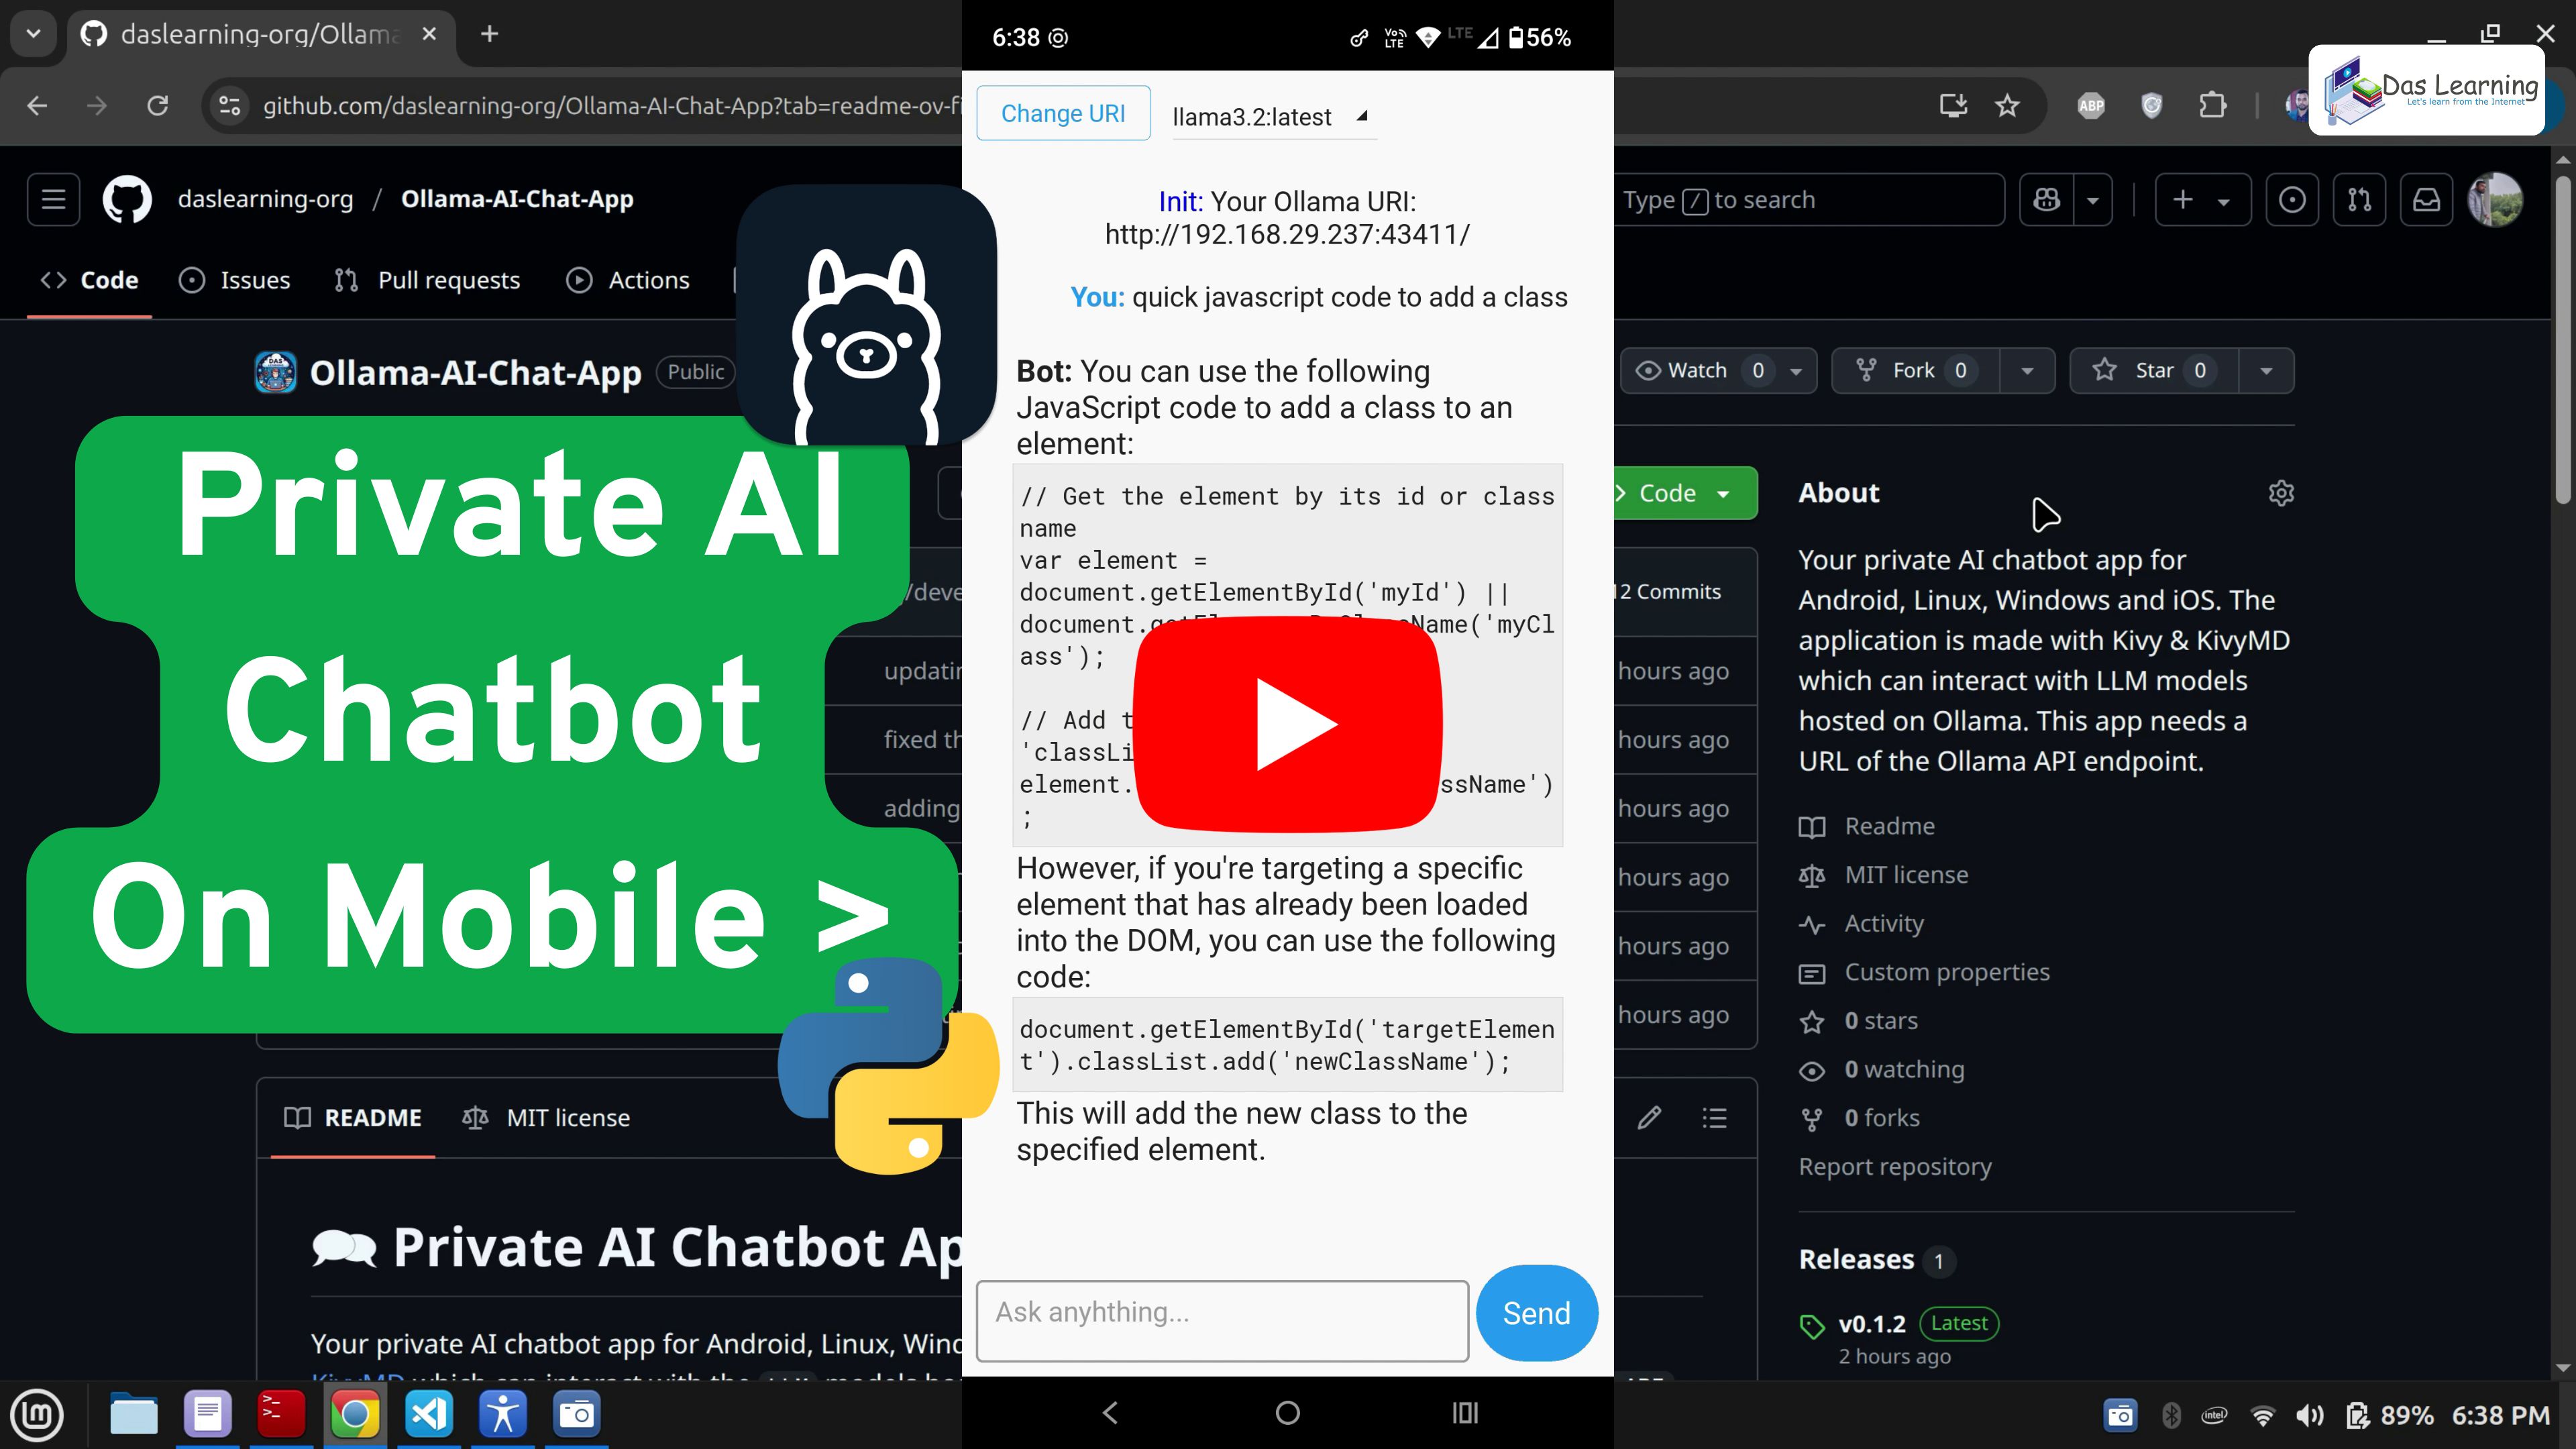 daslearning-org/Ollama
github.com/daslearning-org/Ollama-AI-Chat-App?tab=readme-ov-fi
Das Learning
Let's learn from the Internet
daslearning-org / Ollama-AI-Chat-App
Type / to search
Code
Issues
Pull requests
Actions
Ollama-AI-Chat-App
Public
Watch 0
Fork 0
Star 0
Private AI
Chatbot
On Mobile >
6:38
Vo LTE
LTE
56%
Change URI
llama3.2:latest
Init: Your Ollama URI:
http://192.168.29.237:43411/
You: quick javascript code to add a class
Bot: You can use the following
JavaScript code to add a class to an
element:
// Get the element by its id or class
name
var element =
document.getElementById('myId') ||
document.
Name('myCl
ass');
// Add t
'classLi
element.
ssName')
;
However, if you're targeting a specific
element that has already been loaded
into the DOM, you can use the following
code:
document.getElementById('targetElemen
t').classList.add('newClassName');
This will add the new class to the
specified element.
Ask anyhthing...
Send
/deve
12 Commits
updatin
hours ago
fixed th
hours ago
adding
hours ago
hours ago
hours ago
hours ago
Code
About
Your private AI chatbot app for
Android, Linux, Windows and iOS. The
application is made with Kivy & KivyMD
which can interact with LLM models
hosted on Ollama. This app needs a
URL of the Ollama API endpoint.
Readme
MIT license
Activity
Custom properties
0 stars
0 watching
0 forks
Report repository
Releases 1
v0.1.2 Latest
2 hours ago
README
MIT license
Private AI Chatbot Ap
Your private AI chatbot app for Android, Linux, Wind
ABP
intel
89%
6:38 PM